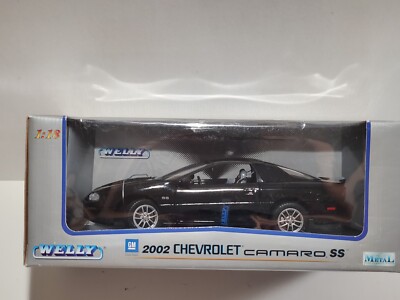 1:18
WELLY
WELLY
GM
2002 CHEVROLET CAMARO SS
METAL